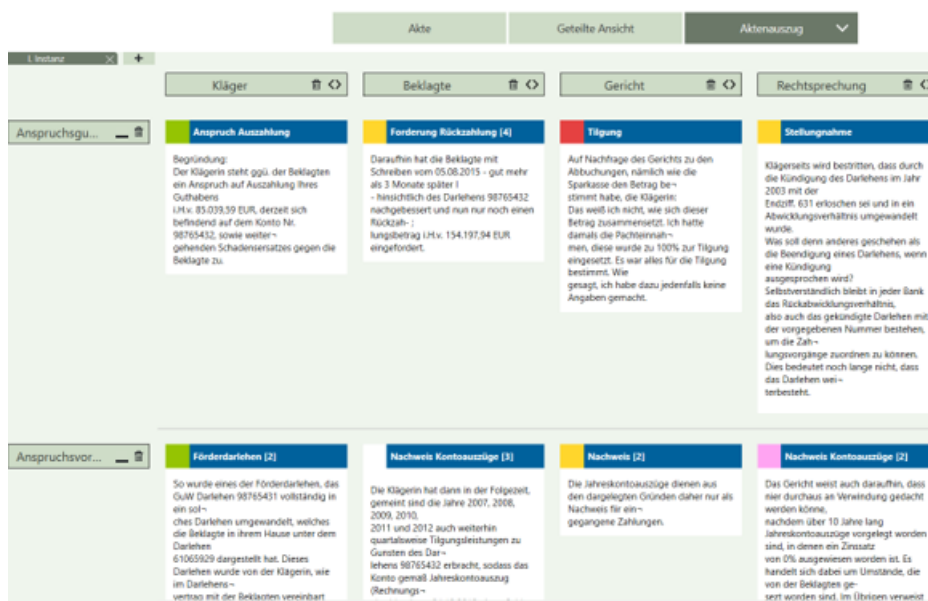 Akte
Geteilte Ansicht
Aktenauszug
I. Instanz
+
Kläger
Beklagte
Gericht
Rechtsprechung
Anspruchsgu...
Anspruch Auszahlung
Begründung:
Der Klägerin steht ggü. der Beklagten
ein Anspruch auf Auszahlung Ihres
Guthabens
i.H.v. 85.039,59 EUR, derzeit sich
befindend auf dem Konto Nr.
98765432, sowie weiter¬
gehenden Schadensersatzes gegen die
Beklagte zu.
Forderung Rückzahlung [4]
Daraufhin hat die Beklagte mit
Schreiben vom 05.08.2015 - gut mehr
als 3 Monate später I
- hinsichtlich des Darlehens 98765432
nachgebessert und nun nur noch einen
Rückzah- ;
lungsbetrag i.H.v. 154.197,94 EUR
eingefordert.
Tilgung
Auf Nachfrage des Gerichts zu den
Abbuchungen, nämlich wie die
Sparkasse den Betrag be¬
stimmt habe, die Klägerin:
Das weiß ich nicht, wie sich dieser
Betrag zusammensetzt. Ich hatte
damals die Pachteinnah¬
men, diese wurde zu 100% zur Tilgung
eingesetzt. Es war alles für die Tilgung
bestimmt. Wie
gesagt, ich habe dazu jedenfalls keine
Angaben gemacht.
Stellungnahme
Klägerseits wird bestritten, dass durch
die Kündigung des Darlehens im Jahr
2003 mit der
Endziff. 631 erloschen sei und in ein
Abwicklungsverhältnis umgewandelt
wurde.
Was soll denn anderes geschehen als
die Beendigung eines Darlehens, wenn
eine Kündigung
ausgesprochen wird?
Selbstverständlich bleibt in jeder Bank
das Rückabwicklungsverhältnis,
also auch das gekündigte Darlehen mit
der vorgegebenen Nummer bestehen,
um die Zah¬
lungsvorgänge zuordnen zu können.
Dies bedeutet noch lange nicht, dass
das Darlehen wei¬
terbesteht.
Anspruchsvor...
Förderdarlehen [2]
So wurde eines der Förderdarlehen, das
GuW Darlehen 98765431 vollständig in
ein sol¬
ches Darlehen umgewandelt, welches
die Beklagte in ihrem Hause unter dem
Darlehen
61065929 dargestellt hat. Dieses
Darlehen wurde von der Klägerin, wie
im Darlehens¬
vertrag mit der Beklagten vereinbart
Nachweis Kontoauszüge [3]
Die Klägerin hat dann in der Folgezeit,
gemeint sind die Jahre 2007, 2008,
2009, 2010,
2011 und 2012 auch weiterhin
quartalsweise Tilgungsleistungen zu
Gunsten des Dar¬
lehens 98765432 erbracht, sodass das
Konto gemäß Jahreskontoauszug
(Rechnungs¬
Nachweis [2]
Die Jahreskontoauszüge dienen aus
den dargelegten Gründen daher nur als
Nachweis für ein¬
gegangene Zahlungen.
Nachweis Kontoauszüge [2]
Das Gericht weist auch daraufhin, dass
hier durchaus an Verwindung gedacht
werden könne,
nachdem über 10 Jahre lang
Jahreskontoauszüge vorgelegt worden
sind, in denen ein Zinssatz
von 0% ausgewiesen worden ist. Es
handelt sich dabei um Umstände, die
von der Beklagten ge¬
setzt worden sind. Im Übrigen verweist